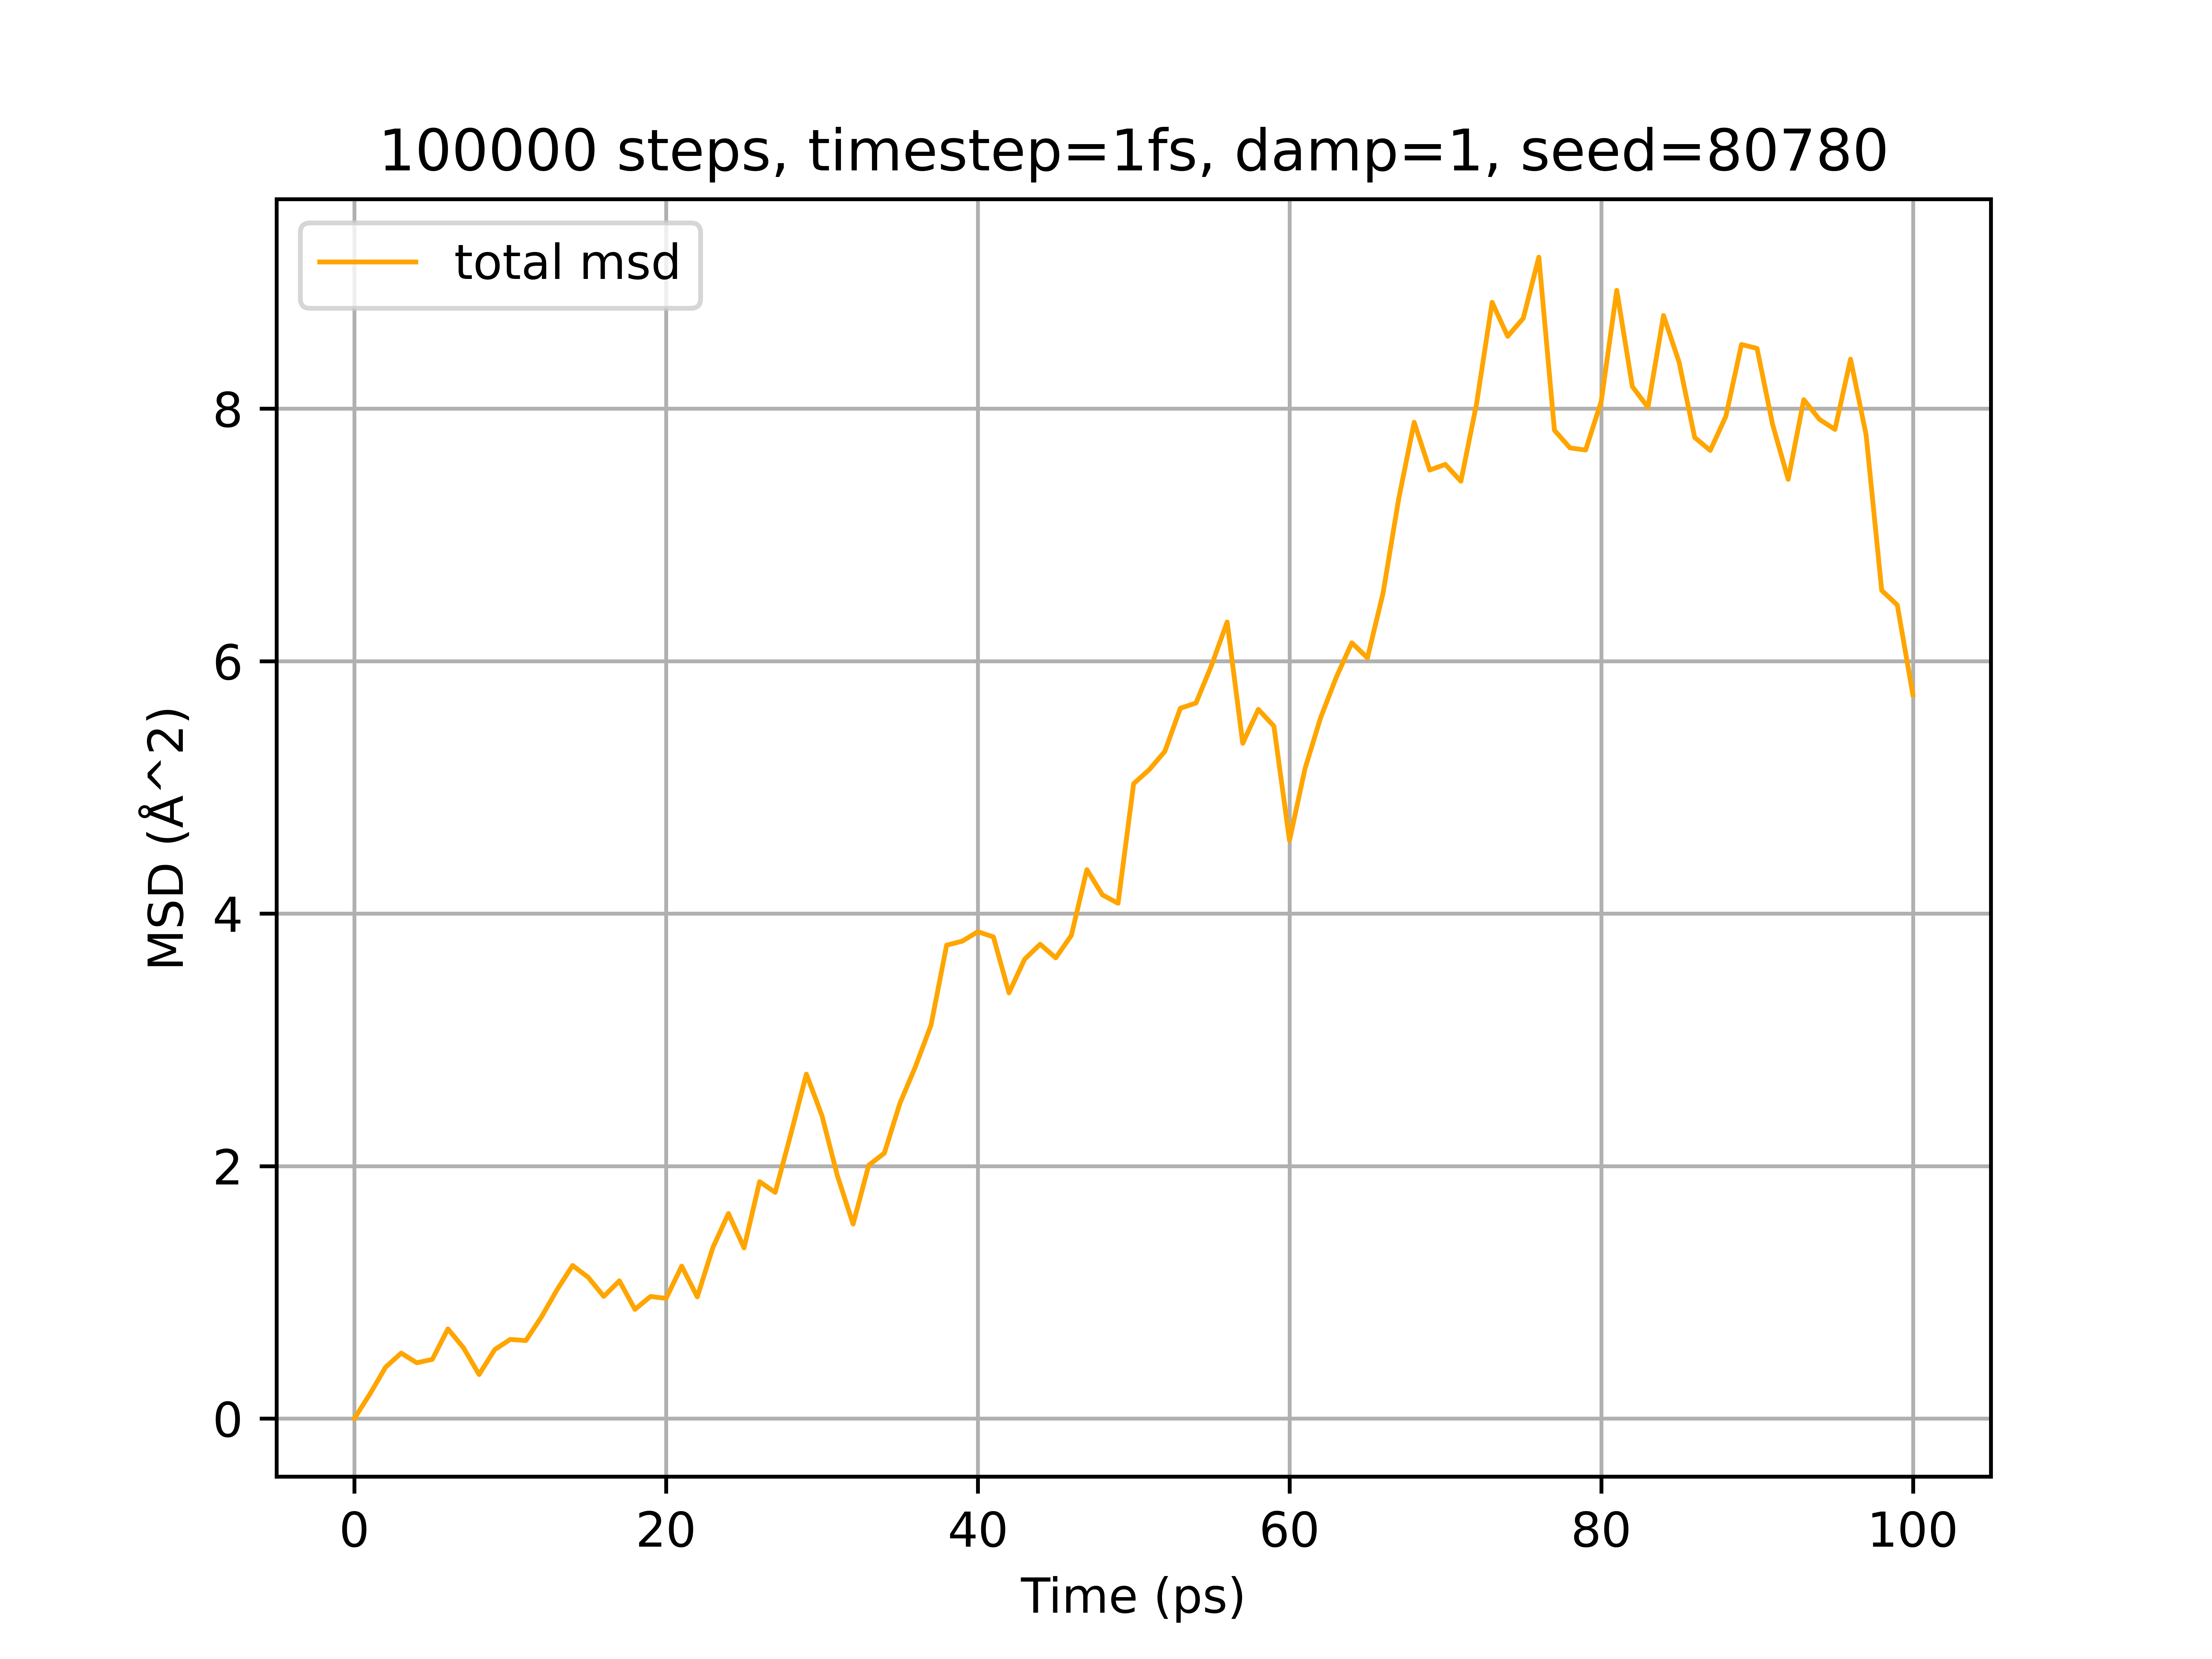 100000 steps, timestep=1fs, damp=1, seed=80780
total msd
8
6
4
2
0
MSD (Å^2)
0 20 40 60 80 100
Time (ps)